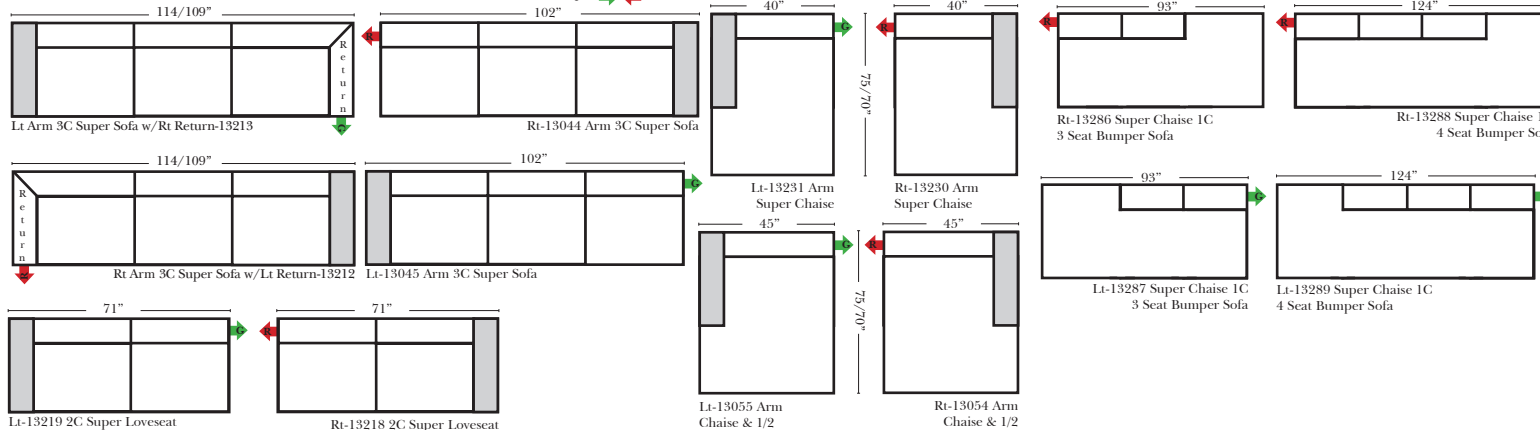 114/109”
102”
40”
40”
93”
124”
Return
G
R
G
R
R
R
75/70”
Lt Arm 3C Super Sofa w/Rt Return-13213
Rt-13044 Arm 3C Super Sofa
Rt-13286 Super Chaise 1C
3 Seat Bumper Sofa
Rt-13288 Super Chaise
4 Seat Bumper
Lt-13231 Arm
Super Chaise
Rt-13230 Arm
Super Chaise
114/109”
102”
93”
124”
Return
R
G
G
G
Rt Arm 3C Super Sofa w/Lt Return-13212
Lt-13045 Arm 3C Super Sofa
Lt-13287 Super Chaise 1C
3 Seat Bumper Sofa
Lt-13289 Super Chaise 1C
4 Seat Bumper Sofa
45”
45”
G
R
75/70”
71”
71”
G
R
Lt-13219 2C Super Loveseat
Rt-13218 2C Super Loveseat
Lt-13055 Arm
Chaise & 1/2
Rt-13054 Arm
Chaise & 1/2